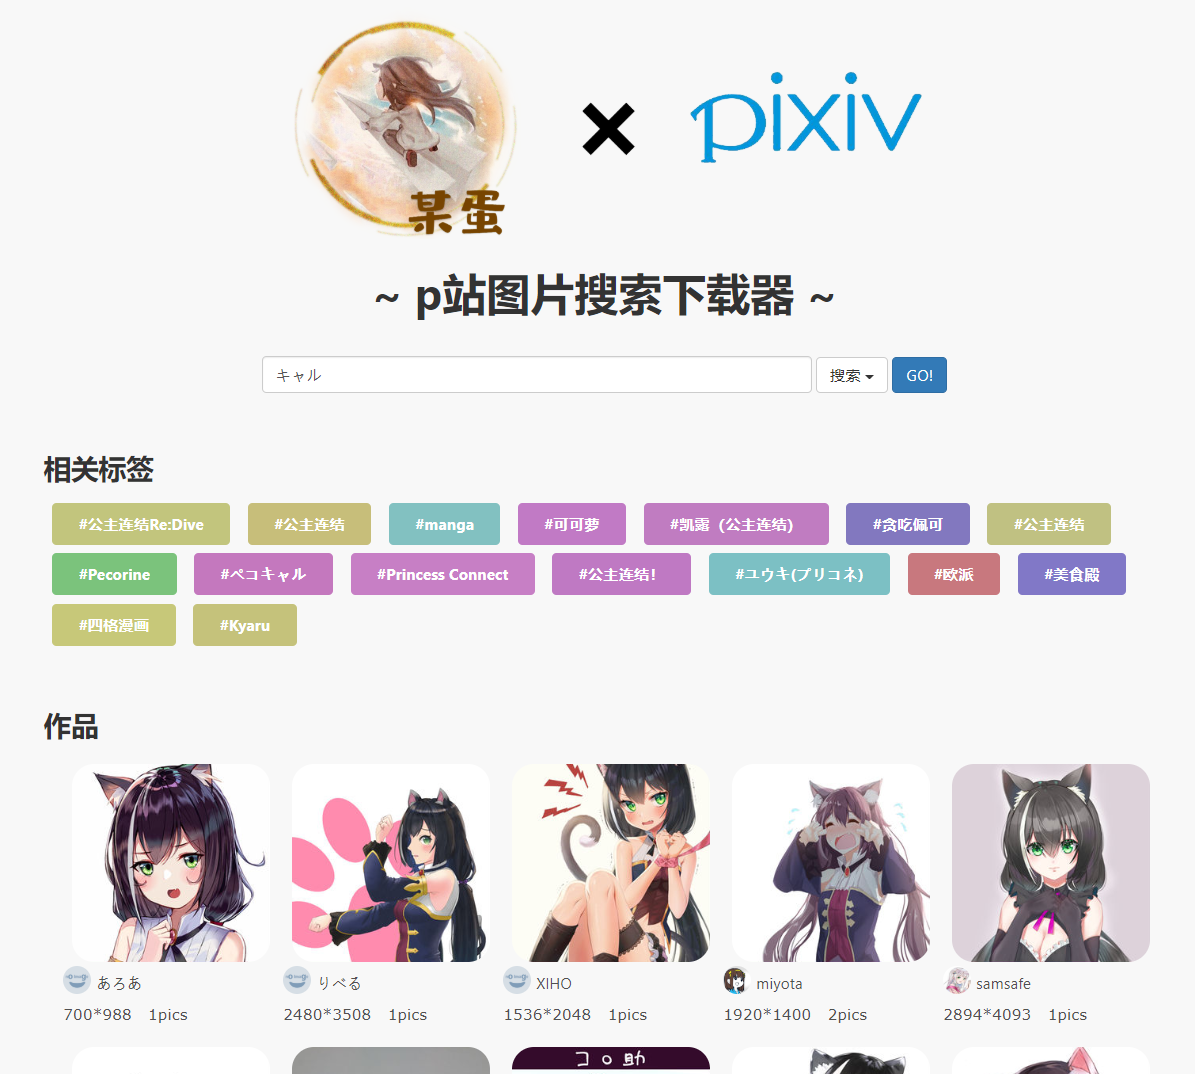 某蛋
pixiv
~ p站图片搜索下载器 ~
キャル 搜索 GO!
相关标签
#公主连结Re:Dive #公主连结 #manga #可可萝 #凯露（公主连结） #贪吃佩可 #公主连结
#Pecorine #ペコキャル #Princess Connect #公主连结！ #ユウキ(プリコネ) #欧派 #美食殿
#四格漫画 #Kyaru
作品
あろあ りべる XIHO miyota samsafe
700*988 1pics 2480*3508 1pics 1536*2048 1pics 1920*1400 2pics 2894*4093 1pics
コロ助